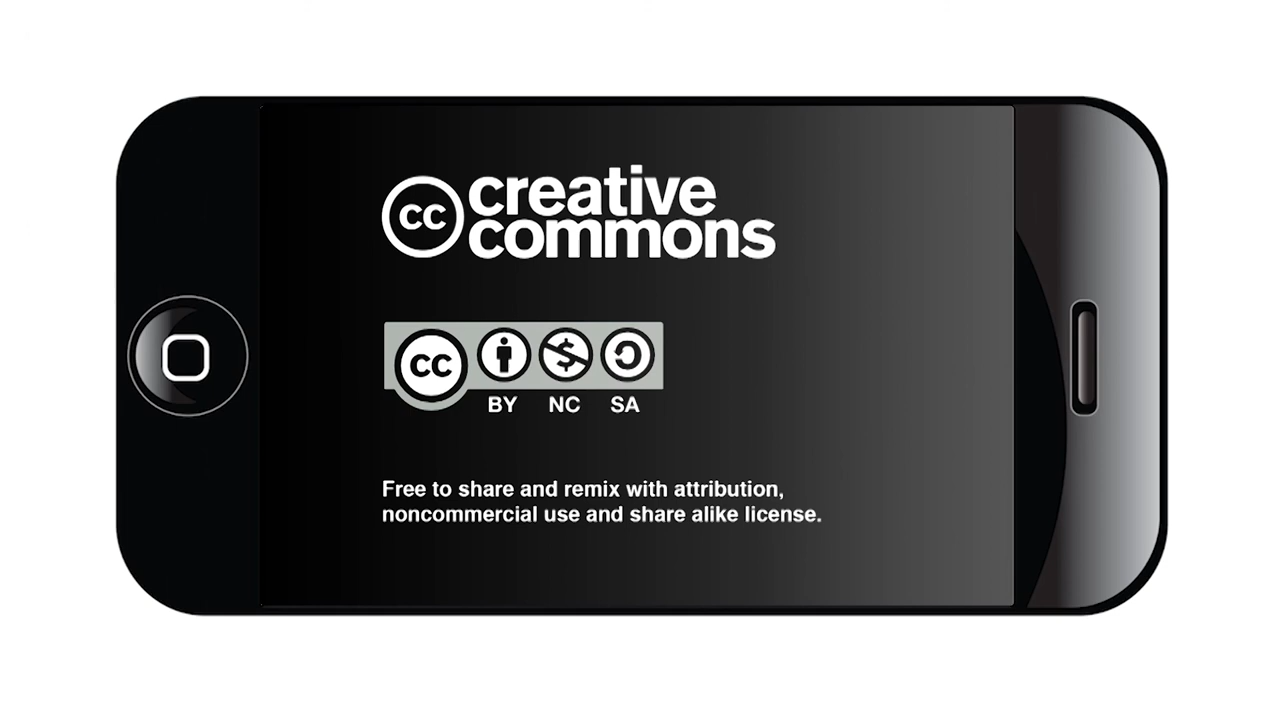 cc creative
commons
cc
BY NC SA
Free to share and remix with attribution,
noncommercial use and share alike license.